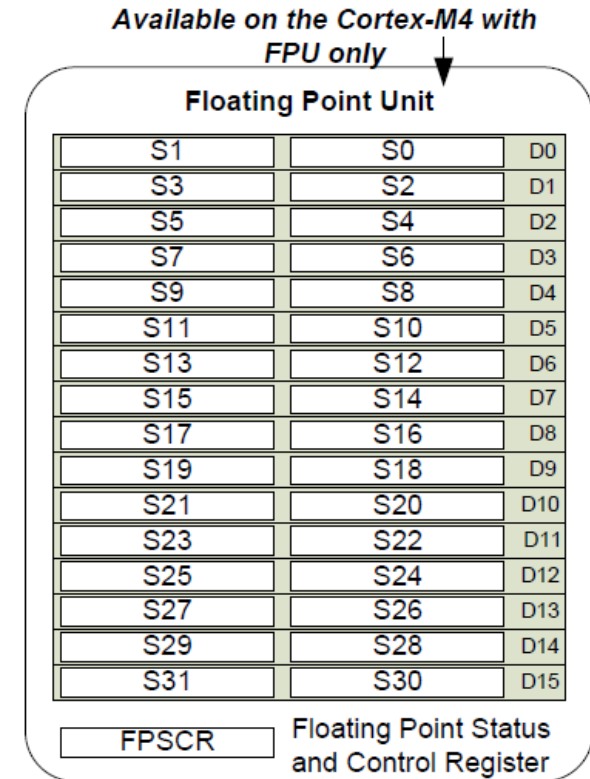 Available on the Cortex-M4 with
FPU only
Floating Point Unit
S1 S0 D0
S3 S2 D1
S5 S4 D2
S7 S6 D3
S9 S8 D4
S11 S10 D5
S13 S12 D6
S15 S14 D7
S17 S16 D8
S19 S18 D9
S21 S20 D10
S23 S22 D11
S25 S24 D12
S27 S26 D13
S29 S28 D14
S31 S30 D15
FPSCR
Floating Point Status
and Control Register